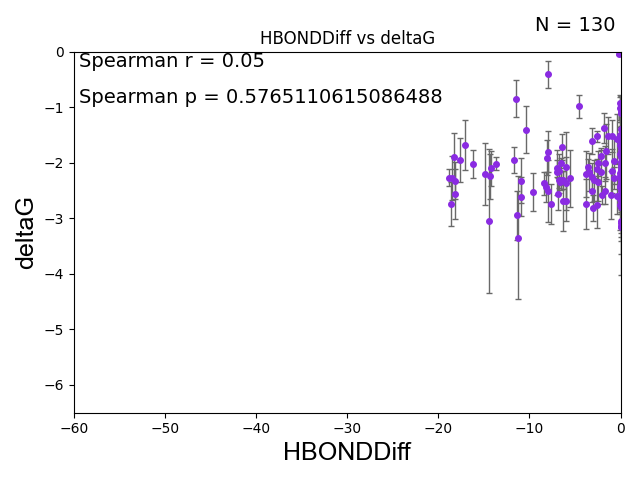 N = 130
HBONDDiff vs deltaG
Spearman r = 0.05
Spearman p = 0.5765110615086488
0
−1
−2
−3
−4
−5
−6
deltaG
−60
−50
−40
−30
−20
−10
0
HBONDDiff